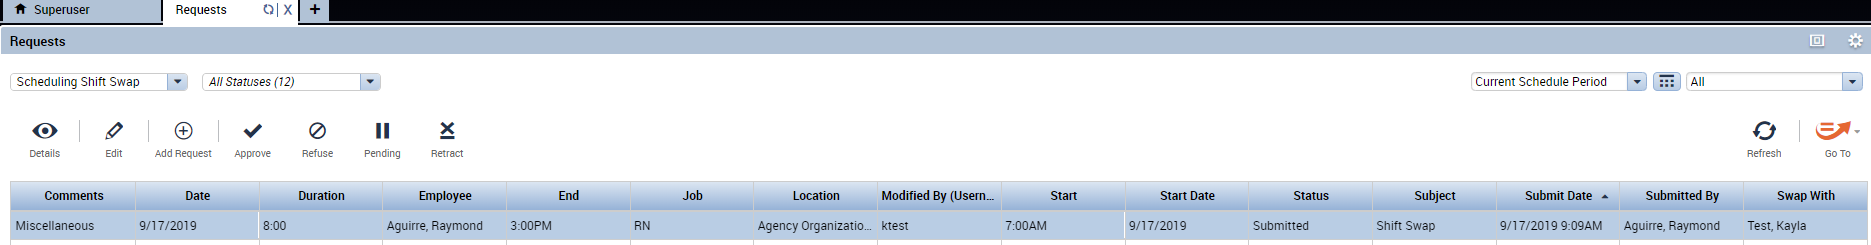 Superuser Requests X +
Requests
Scheduling Shift Swap All Statuses (12) Current Schedule Period All
Details Edit Add Request Approve Refuse Pending Retract Refresh Go To
Comments Date Duration Employee End Job Location Modified By (Usern... Start Start Date Status Subject Submit Date Submitted By Swap With
Miscellaneous 9/17/2019 8:00 Aguirre, Raymond 3:00PM RN Agency Organizatio... ktest 7:00AM 9/17/2019 Submitted Shift Swap 9/17/2019 9:09AM Aguirre, Raymond Test, Kayla